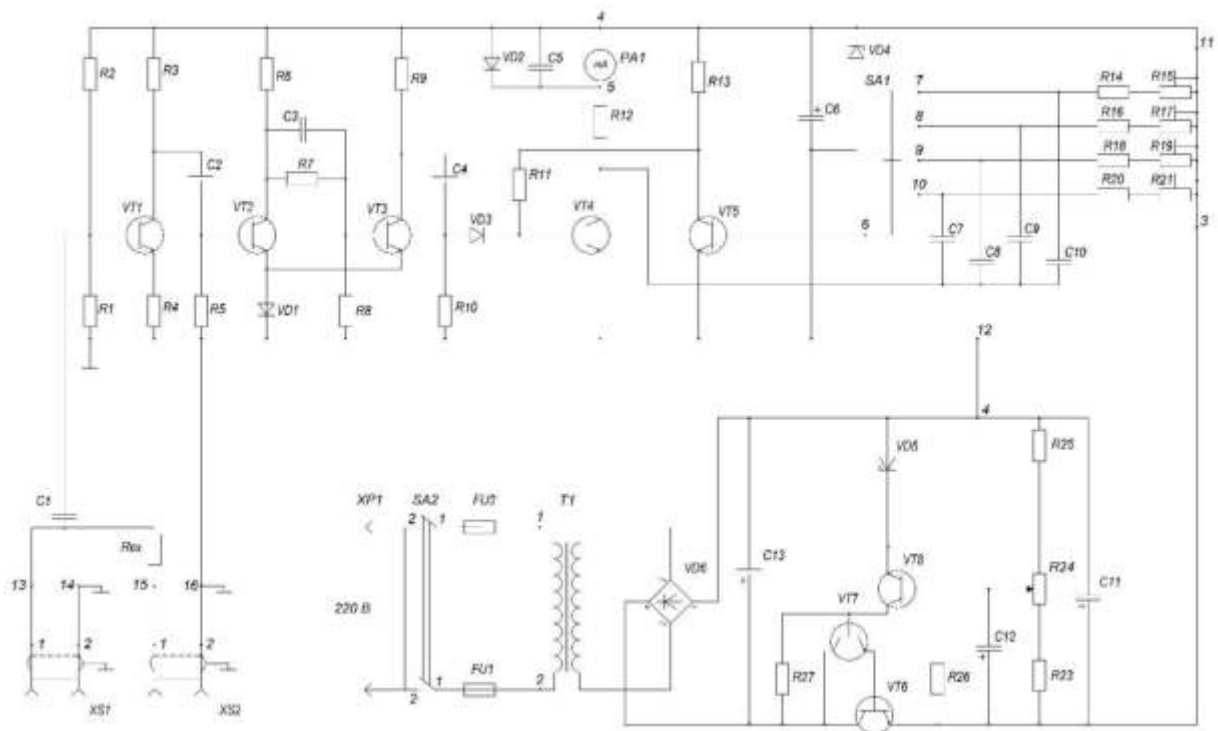 4
11
R2
R3
R6
R9
VD2
C5
PA1
mA
5
R13
VD4
SA1
7
R14
R15
C3
R12
C6
8
R16
R17
C2
R7
C4
R11
9
R18
R19
10
R20
R21
VT1
VT2
VT3
VD3
VT4
VT5
6
C7
C8
C9
C10
3
R1
R4
R5
VD1
R8
R10
12
4
VD5
R25
C1
XP1
SA2
FU2
T1
2
1
1
Rвх
C13
VD6
VT8
R24
C11
13
14
15
16
220 В
VT7
C12
1
2
1
2
R27
VT6
R26
R23
FU1
1
2
2
XS1
XS2